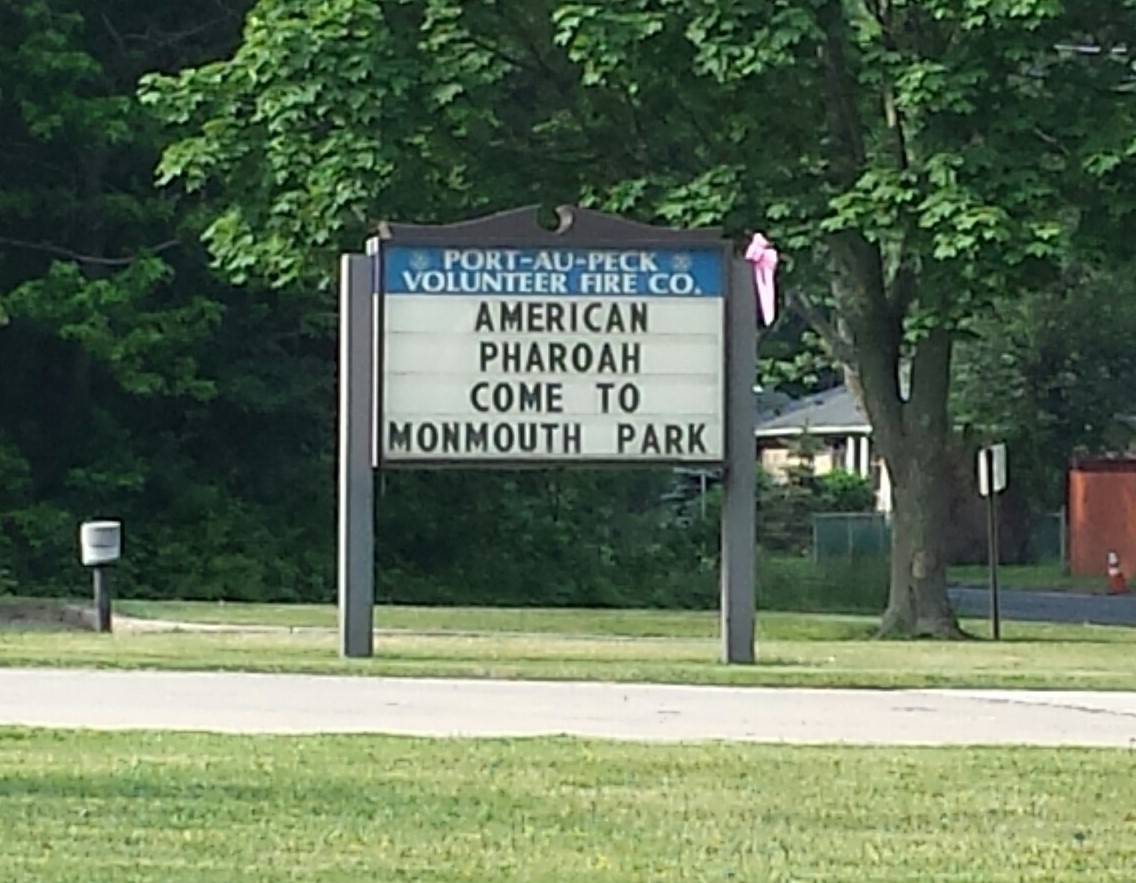 PORT-AU-PECK
VOLUNTEER FIRE CO.
AMERICAN
PHAROAH
COME TO
MONMOUTH PARK